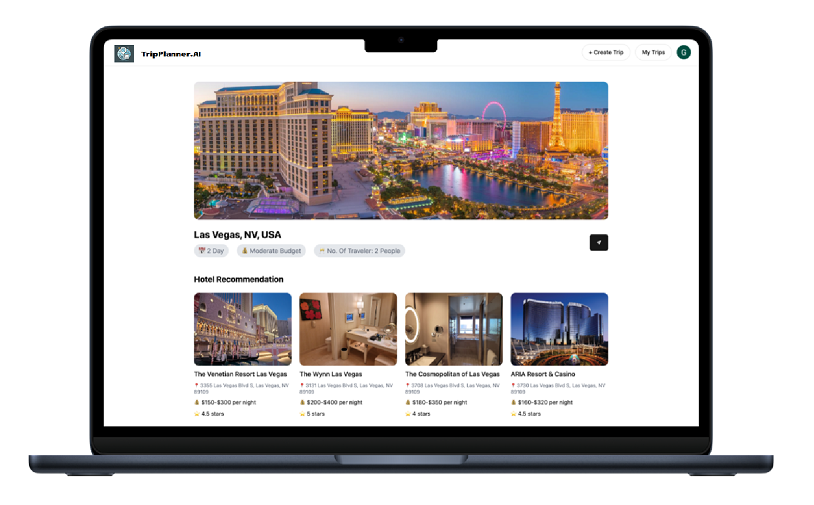 TripPlanner.AI
+ Create Trip
My Trips
G
Las Vegas, NV, USA
2 Day
Moderate Budget
No. Of Traveler: 2 People
Hotel Recommendation
The Venetian Resort Las Vegas
3355 Las Vegas Blvd S, Las Vegas, NV
89109
$150-$300 per night
4.5 stars
The Wynn Las Vegas
3131 Las Vegas Blvd S, Las Vegas, NV
89109
$200-$400 per night
5 stars
The Cosmopolitan of Las Vegas
3708 Las Vegas Blvd S, Las Vegas, NV
89109
$180-$350 per night
4 stars
ARIA Resort & Casino
3730 Las Vegas Blvd S, Las Vegas, NV
89109
$160-$320 per night
4.5 stars